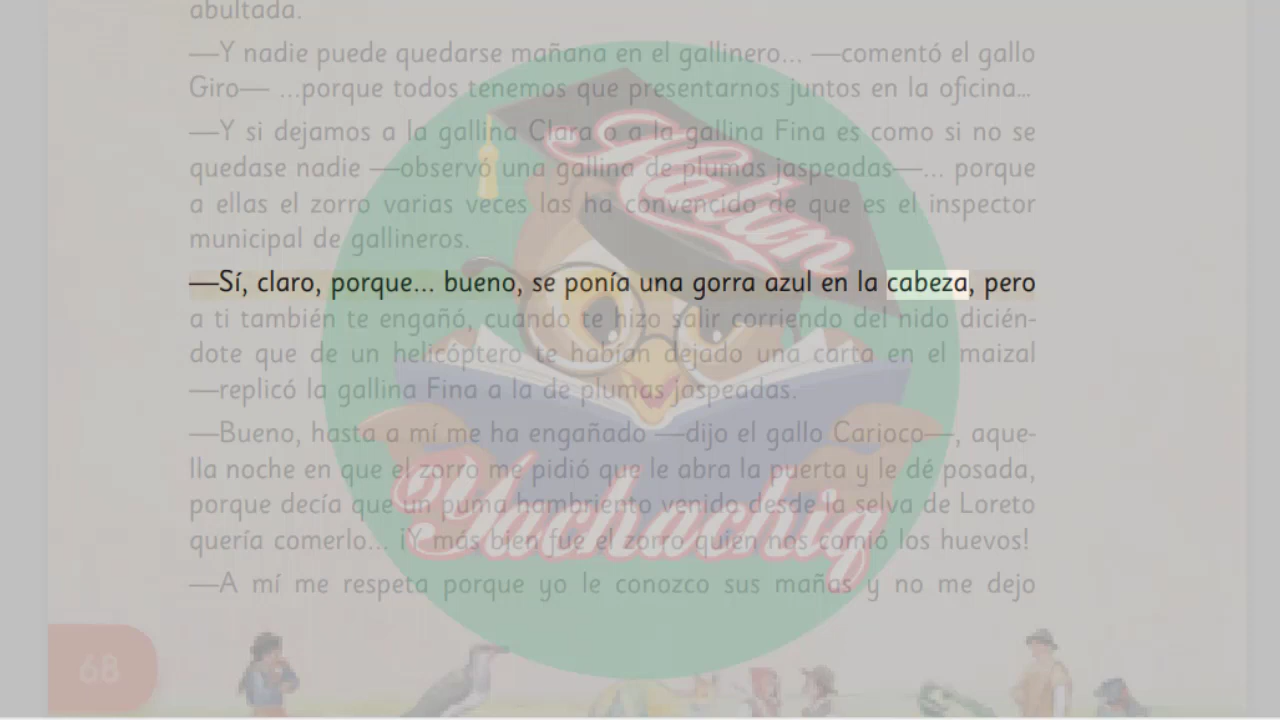 abultada.
—Y nadie puede quedarse mañana en el gallinero... —comentó el gallo
Giro— ...porque todos tenemos que presentarnos juntos en la oficina...
—Y si dejamos a la gallina Clara o a la gallina Fina es como si no se
quedase nadie —observó una gallina de plumas jaspeadas—... porque
a ellas el zorro varias veces las ha convencido de que es el inspector
municipal de gallineros.
—Sí, claro, porque... bueno, se ponía una gorra azul en la cabeza, pero
a ti también te engañó, cuando te hizo salir corriendo del nido dicién-
dote que de un helicóptero te habían dejado una carta en el maizal
—replicó la gallina Fina a la de plumas jaspeadas.
—Bueno, hasta a mí me ha engañado —dijo el gallo Carioco—, aque-
lla noche en que el zorro me pidió que le abra la puerta y le dé posada,
porque decía que un puma hambriento venido desde la selva de Loreto
quería comerlo... ¡Y más bien fue el zorro quien nos comió los huevos!
—A mí me respeta porque yo le conozco sus mañas y no me dejo
68
Hatun
Yachachiq